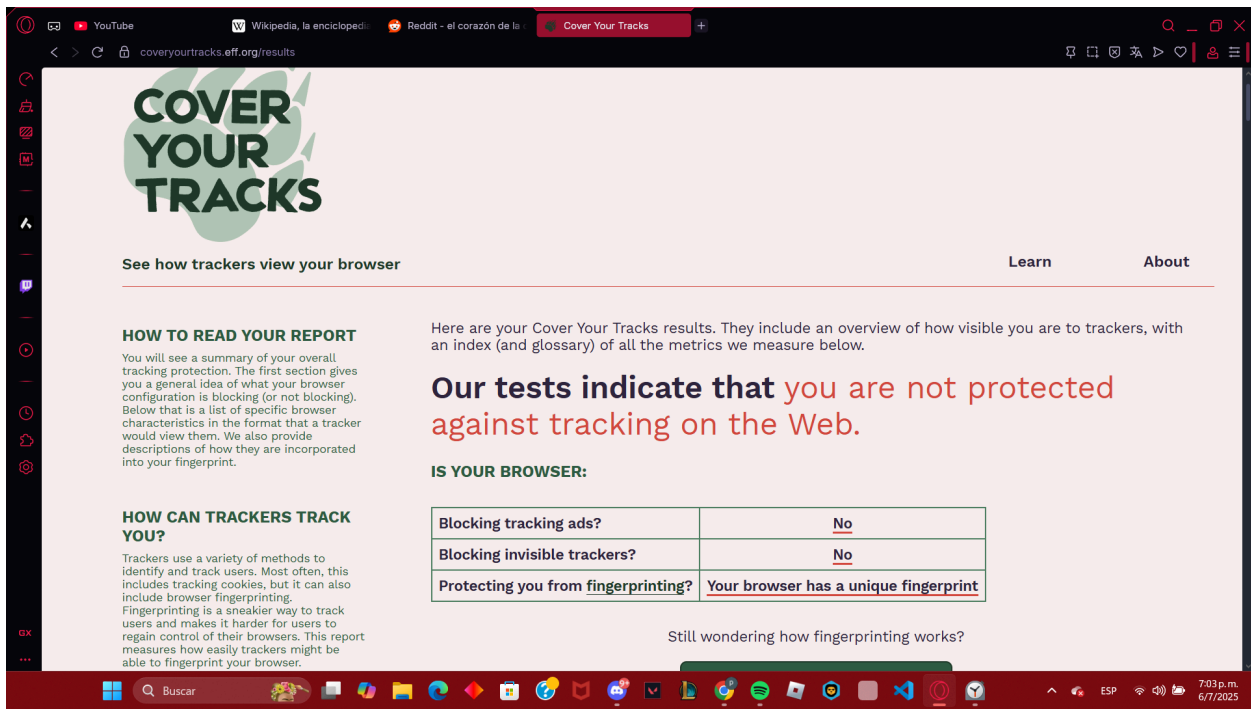 YouTube
Wikipedia, la enciclopedi
Reddit - el corazón de la
Cover Your Tracks
coveryourtracks.eff.org/results
COVER
YOUR
TRACKS
See how trackers view your browser
Learn
About
HOW TO READ YOUR REPORT
You will see a summary of your overall
tracking protection. The first section gives
you a general idea of what your browser
configuration is blocking (or not blocking).
Below that is a list of specific browser
characteristics in the format that a tracker
would view them. We also provide
descriptions of how they are incorporated
into your fingerprint.
HOW CAN TRACKERS TRACK
YOU?
Trackers use a variety of methods to
identify and track users. Most often, this
includes tracking cookies, but it can also
include browser fingerprinting.
Fingerprinting is a sneakier way to track
users and makes it harder for users to
regain control of their browsers. This report
measures how easily trackers might be
able to fingerprint your browser.
Here are your Cover Your Tracks results. They include an overview of how visible you are to trackers, with
an index (and glossary) of all the metrics we measure below.
Our tests indicate that you are not protected
against tracking on the Web.
IS YOUR BROWSER:
Blocking tracking ads? No
Blocking invisible trackers? No
Protecting you from fingerprinting? Your browser has a unique fingerprint
Still wondering how fingerprinting works?
GX
Buscar
ESP
7:03 p.m.
6/7/2025